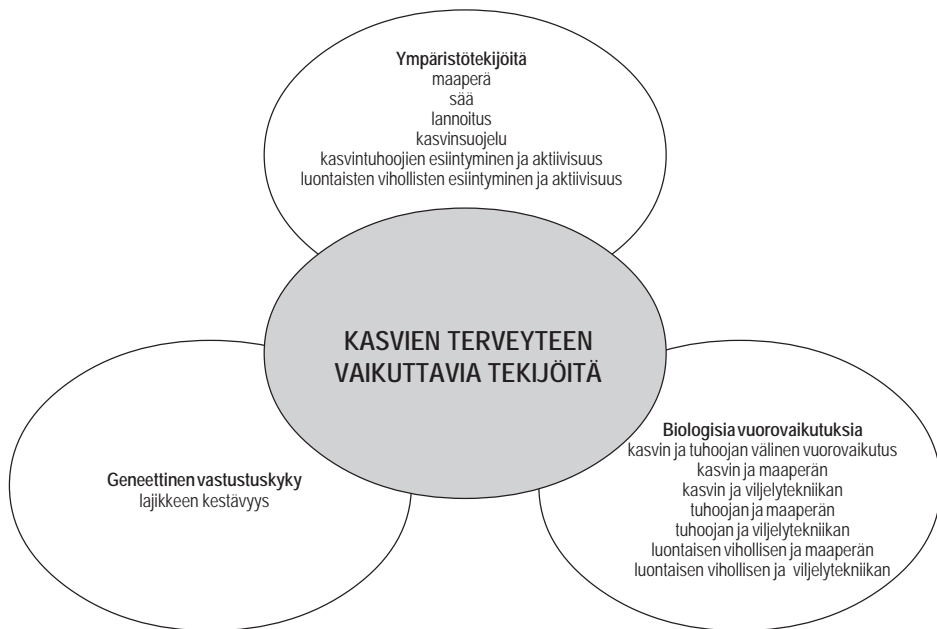 Ympäristötekijöitä
maaperä
sää
lannoitus
kasvinsuojelu
kasvintuhoojien esiintyminen ja aktiivisuus
luontaisten vihollisten esiintyminen ja aktiivisuus
KASVIEN TERVEYTEEN
VAIKUTTAVIA TEKIJÖITÄ
Geneettinen vastustuskyky
lajikkeen kestävyys
Biologisia vuorovaikutuksia
kasvin ja tuhoojan välinen vuorovaikutus
kasvin ja maaperän
kasvin ja viljelytekniikan
tuhoojan ja maaperän
tuhoojan ja viljelytekniikan
luontaisen vihollisen ja maaperän
luontaisen vihollisen ja viljelytekniikan